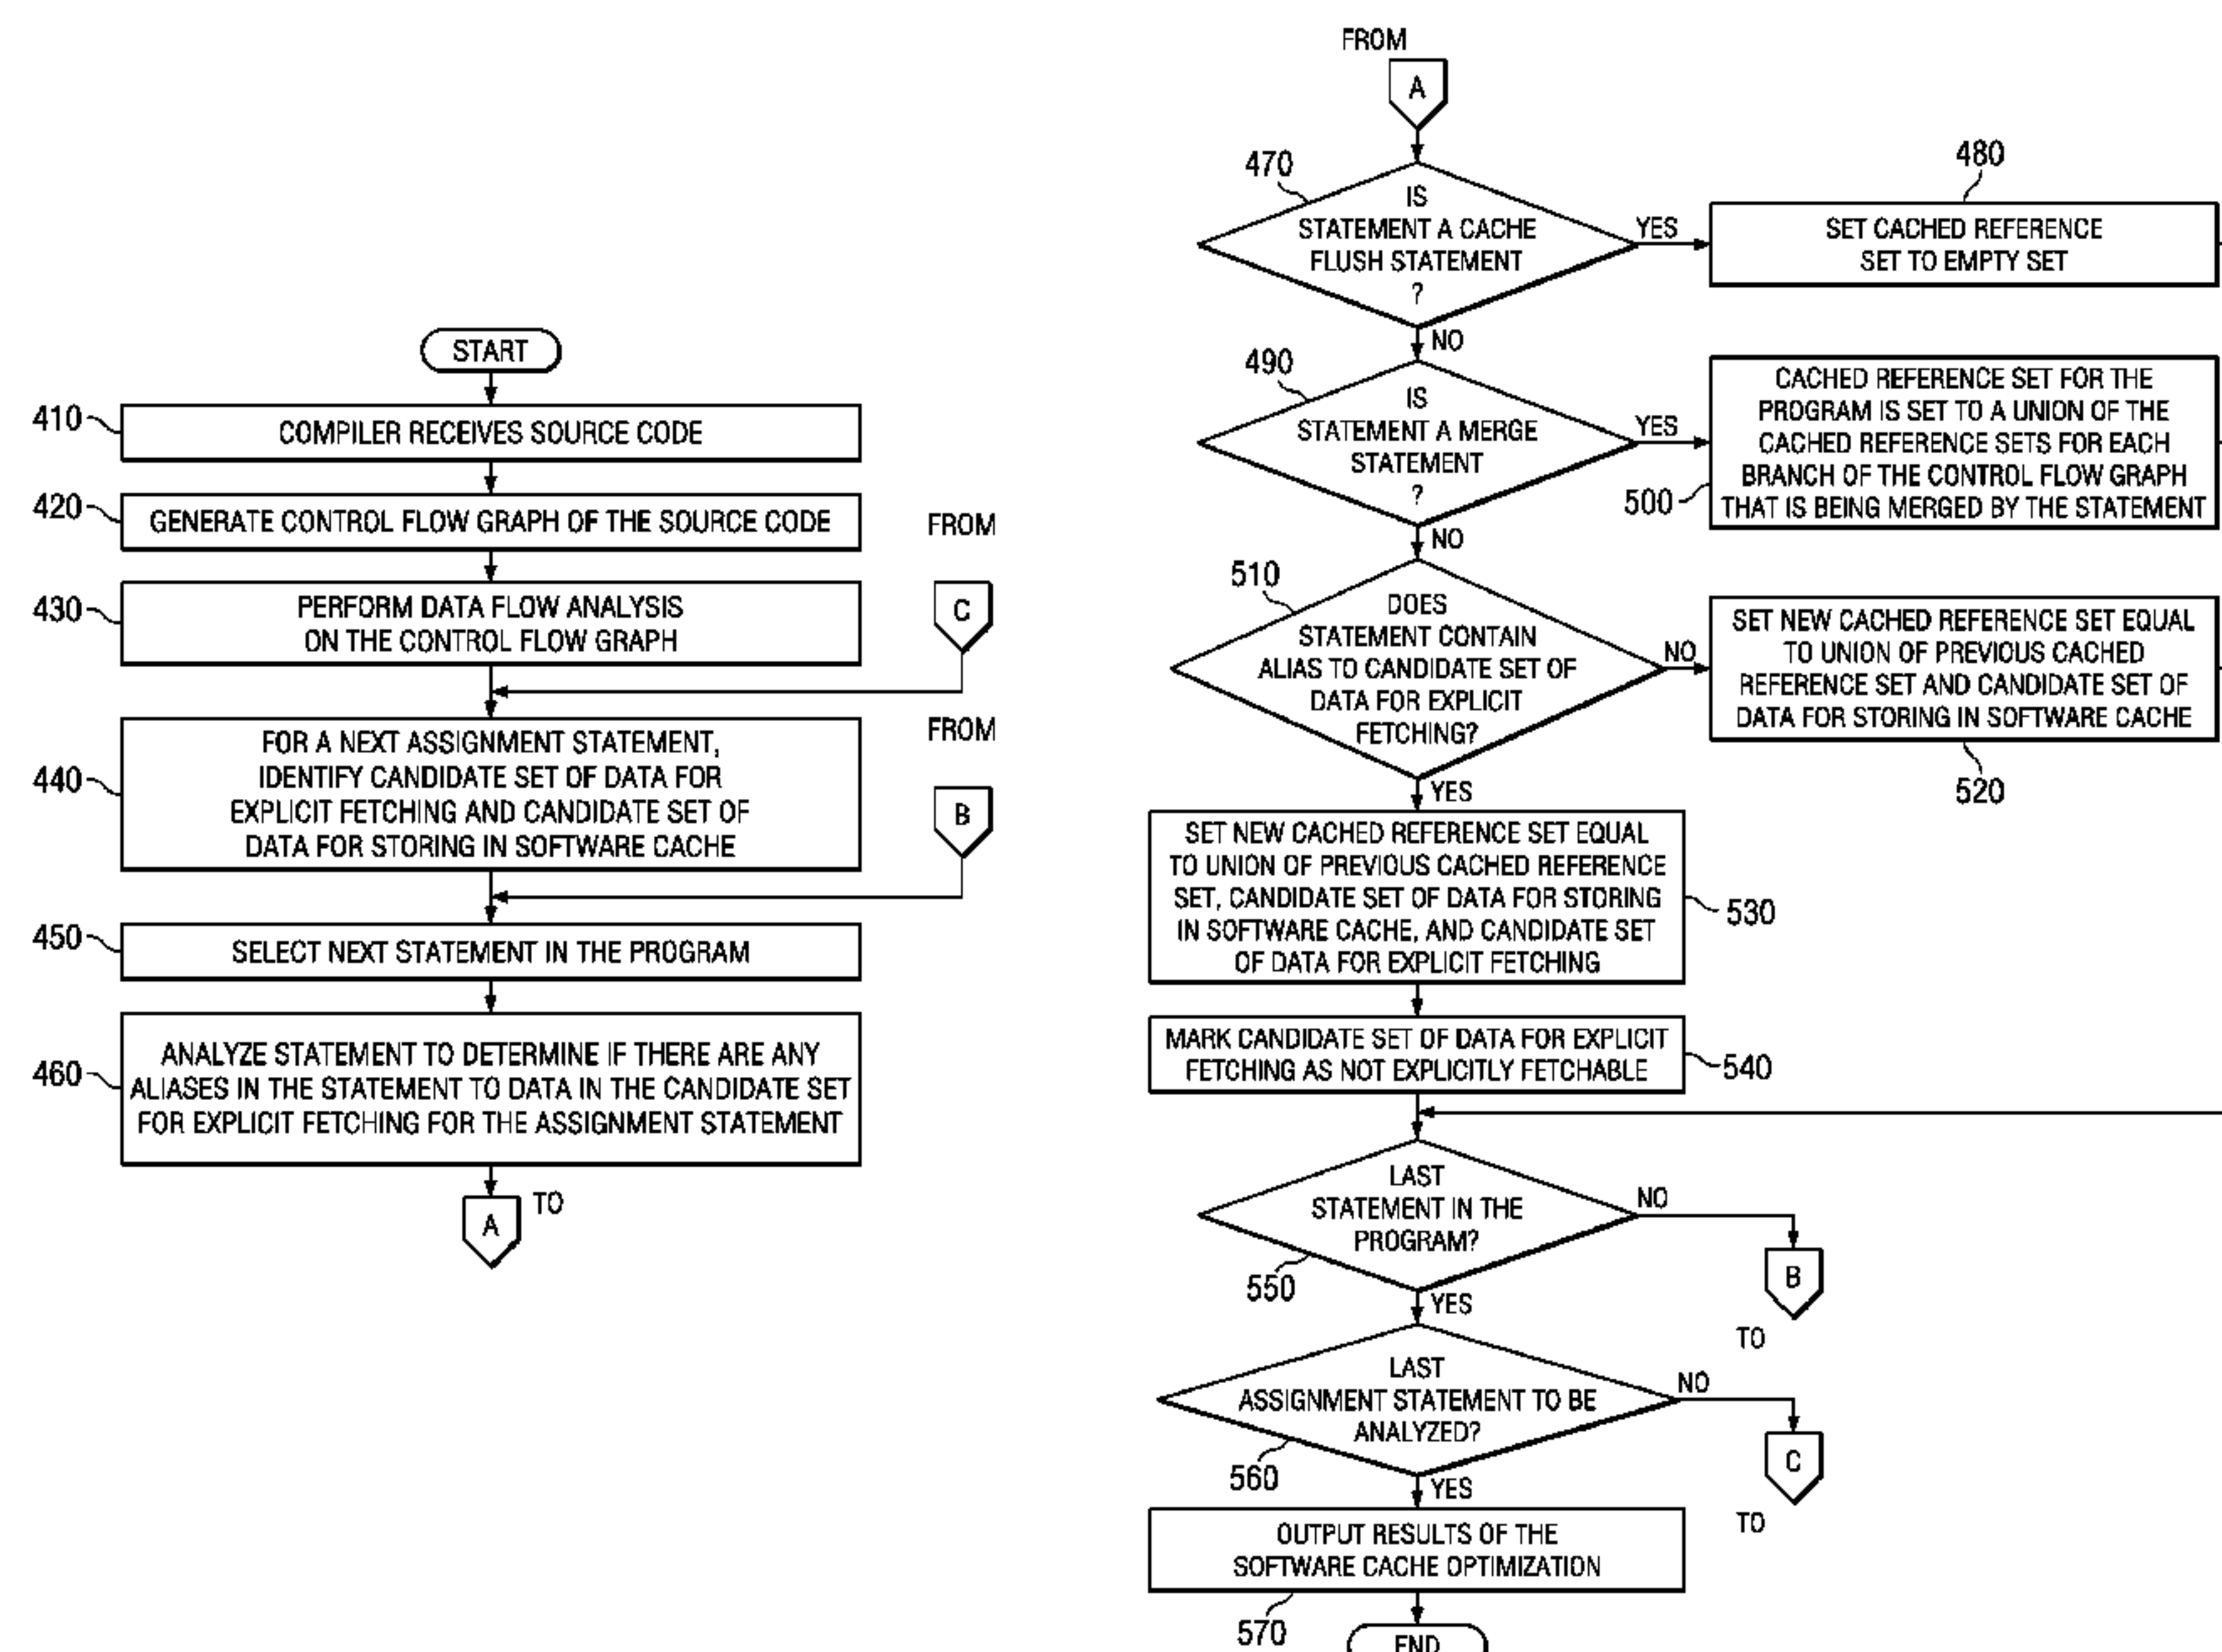 START
410
COMPILER RECEIVES SOURCE CODE
420
GENERATE CONTROL FLOW GRAPH OF THE SOURCE CODE
FROM
430
PERFORM DATA FLOW ANALYSIS
ON THE CONTROL FLOW GRAPH
C
440
FOR A NEXT ASSIGNMENT STATEMENT,
IDENTIFY CANDIDATE SET OF DATA FOR
EXPLICIT FETCHING AND CANDIDATE SET OF
DATA FOR STORING IN SOFTWARE CACHE
FROM
B
450
SELECT NEXT STATEMENT IN THE PROGRAM
460
ANALYZE STATEMENT TO DETERMINE IF THERE ARE ANY
ALIASES IN THE STATEMENT TO DATA IN THE CANDIDATE SET
FOR EXPLICIT FETCHING FOR THE ASSIGNMENT STATEMENT
TO
A
FROM
A
470
IS
STATEMENT A CACHE
FLUSH STATEMENT
?
YES
480
SET CACHED REFERENCE
SET TO EMPTY SET
NO
490
IS
STATEMENT A MERGE
STATEMENT
?
YES
500
CACHED REFERENCE SET FOR THE
PROGRAM IS SET TO A UNION OF THE
CACHED REFERENCE SETS FOR EACH
BRANCH OF THE CONTROL FLOW GRAPH
THAT IS BEING MERGED BY THE STATEMENT
NO
510
DOES
STATEMENT CONTAIN
ALIAS TO CANDIDATE SET OF
DATA FOR EXPLICIT
FETCHING?
NO
SET NEW CACHED REFERENCE SET EQUAL
TO UNION OF PREVIOUS CACHED
REFERENCE SET AND CANDIDATE SET OF
DATA FOR STORING IN SOFTWARE CACHE
520
YES
SET NEW CACHED REFERENCE SET EQUAL
TO UNION OF PREVIOUS CACHED REFERENCE
SET, CANDIDATE SET OF DATA FOR STORING
IN SOFTWARE CACHE, AND CANDIDATE SET
OF DATA FOR EXPLICIT FETCHING
530
MARK CANDIDATE SET OF DATA FOR EXPLICIT
FETCHING AS NOT EXPLICITLY FETCHABLE
540
LAST
STATEMENT IN THE
PROGRAM?
550
NO
B
TO
YES
LAST
ASSIGNMENT STATEMENT TO BE
ANALYZED?
560
NO
C
TO
YES
OUTPUT RESULTS OF THE
SOFTWARE CACHE OPTIMIZATION
570
END